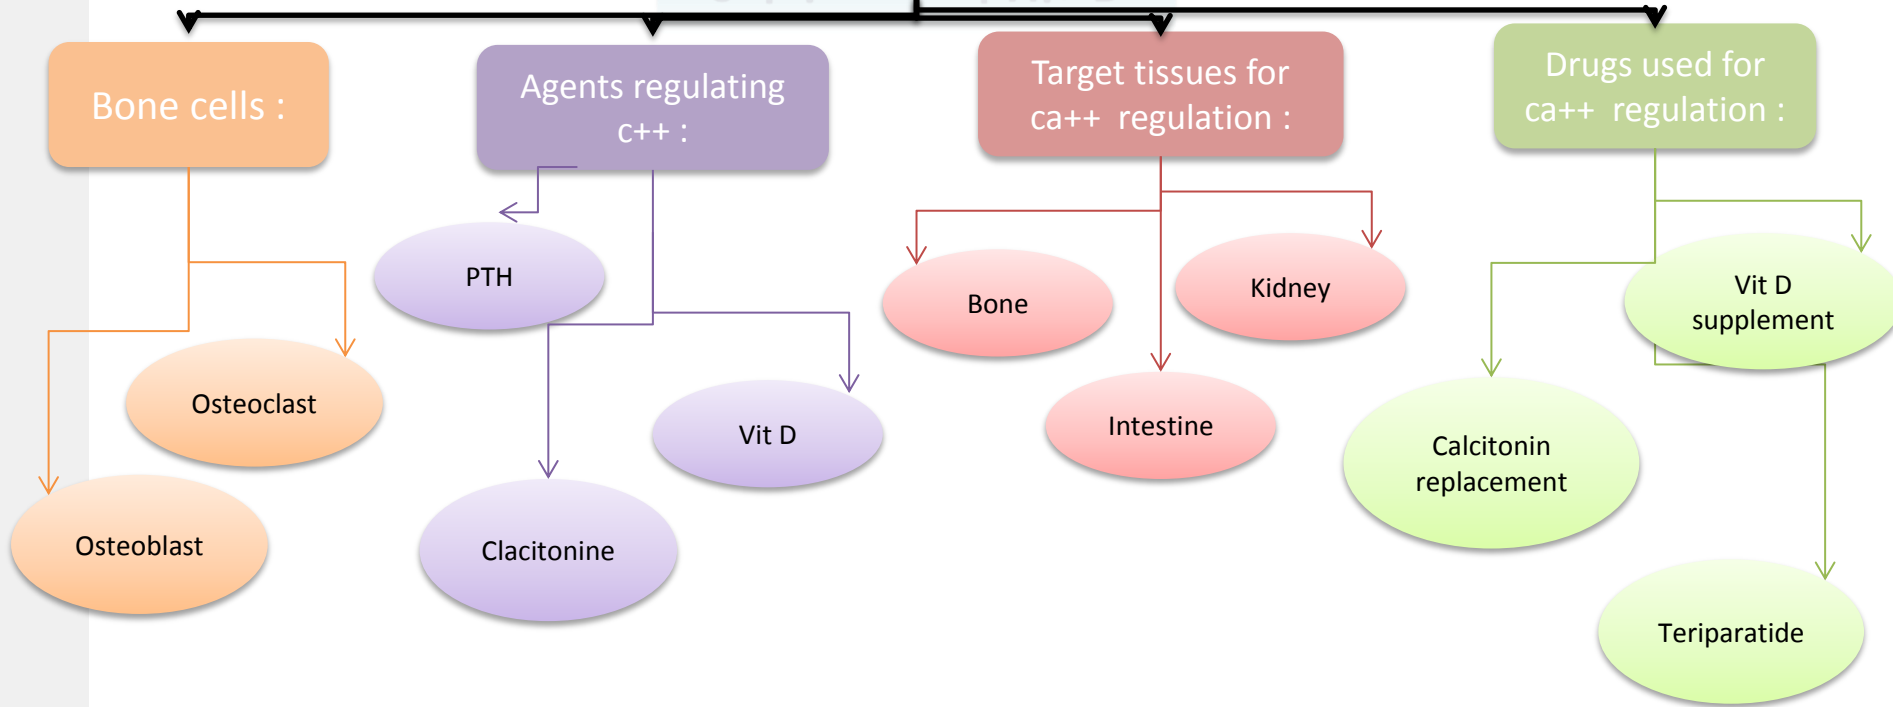 Bone cells :
Agents regulating
c++ :
Target tissues for
ca++ regulation :
Drugs used for
ca++ regulation :
PTH
Bone
Kidney
Vit D
supplement
Osteoclast
Vit D
Intestine
Calcitonin
replacement
Osteoblast
Clacitonine
Teriparatide